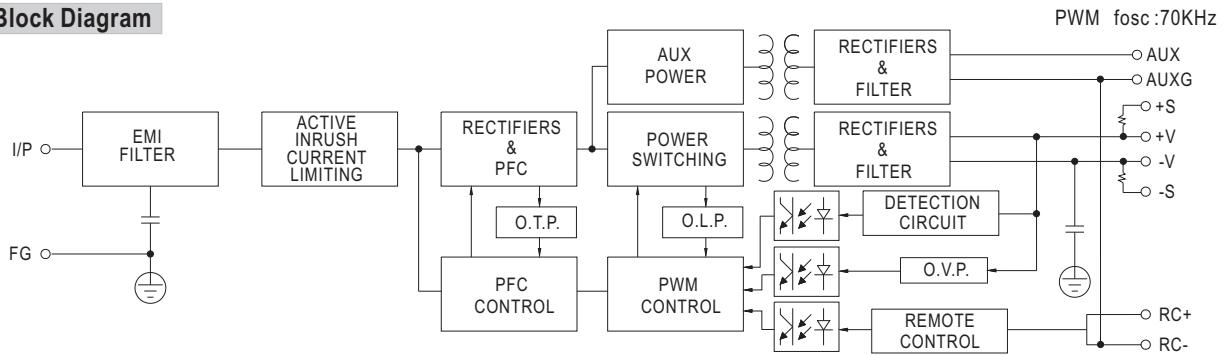 Block Diagram
PWM fosc :70KHz
AUX
POWER
RECTIFIERS
&
FILTER
AUX
AUXG
+S
+V
-V
-S
I/P
EMI
FILTER
ACTIVE
INRUSH
CURRENT
LIMITING
RECTIFIERS
&
PFC
POWER
SWITCHING
RECTIFIERS
&
FILTER
DETECTION
CIRCUIT
O.T.P.
O.L.P.
FG
PFC
CONTROL
PWM
CONTROL
O.V.P.
REMOTE
CONTROL
RC+
RC-